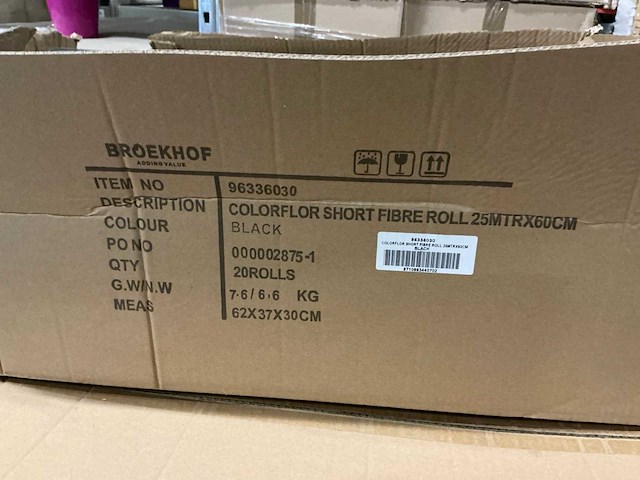 BROEKHOF
ADDING VALUE
ITEM NO 96336030
DESCRIPTION COLORFLOR SHORT FIBRE ROLL 25MTRX60CM
COLOUR BLACK
PO NO 000002875-1
QTY 20ROLLS
G.W/N.W 7.6/6.6 KG
MEAS 62X37X30CM
96336030
COLORFLOR SHORT FIBRE ROLL 25MTRX60CM
BLACK